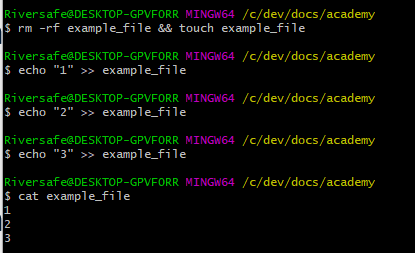 Riversafe@DESKTOP-GPVFORR MINGW64 /c/dev/docs/academy
$ rm -rf example_file && touch example_file
Riversafe@DESKTOP-GPVFORR MINGW64 /c/dev/docs/academy
$ echo "1" >> example_file
Riversafe@DESKTOP-GPVFORR MINGW64 /c/dev/docs/academy
$ echo "2" >> example_file
Riversafe@DESKTOP-GPVFORR MINGW64 /c/dev/docs/academy
$ echo "3" >> example_file
Riversafe@DESKTOP-GPVFORR MINGW64 /c/dev/docs/academy
$ cat example_file
1
2
3